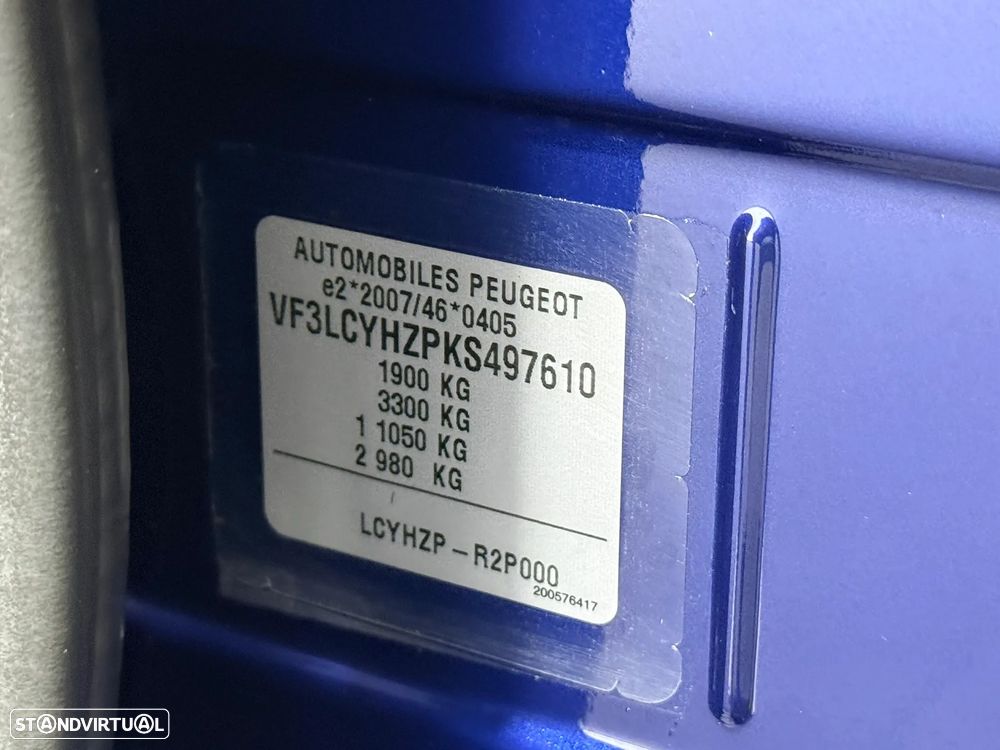 AUTOMOBILES PEUGEOT
e2*2007/46*0405
VF3LCYHZPKS497610
1900 KG
3300 KG
1 1050 KG
2 980 KG
LCYHZP - R2P000
200576417
STANDVIRTUAL